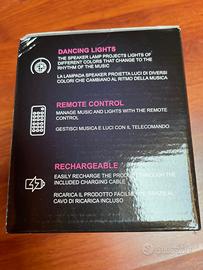 DANCING LIGHTS
THE SPEAKER LAMP PROJECTS LIGHTS OF
DIFFERENT COLORS THAT CHANGE TO THE
RHYTHM OF THE MUSIC
LA LAMPADA SPEAKER PROIETTA LUCI DI DIVERSI
COLORI CHE CAMBIANO AL RITMO DELLA MUSICA
REMOTE CONTROL
MANAGE MUSIC AND LIGHTS WITH THE REMOTE
CONTROL
GESTISCI MUSICA E LUCI CON IL TELECOMANDO
RECHARGEABLE
EASILY RECHARGE THE PRODUCT THROUGH THE
INCLUDED CHARGING CABLE
RICARICA IL PRODOTTO FACILMENTE GRAZIE AL
CAVO DI RICARICA INCLUSO